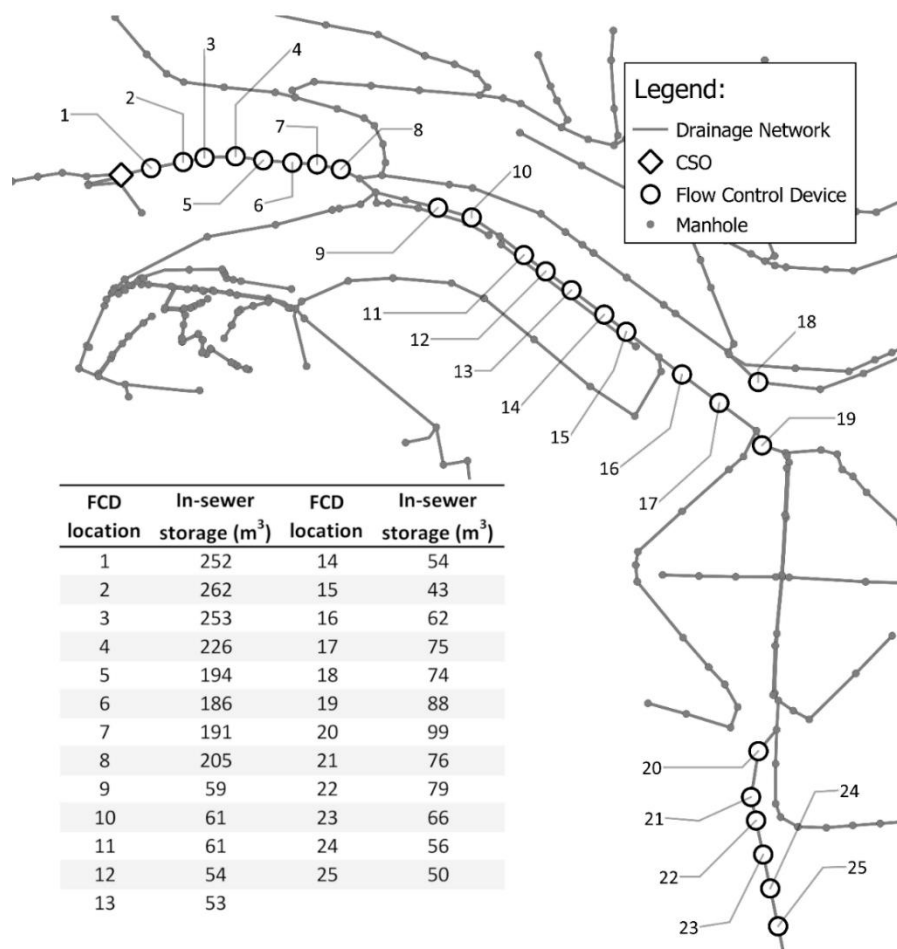 3
4
2
1
7
8
5
6
10
9
11
12
13
14
15
16
17
18
19
20
21
22
23
24
25
Legend:
Drainage Network
CSO
Flow Control Device
Manhole
FCD In-sewer FCD In-sewer
location storage (m³) location storage (m³)
1 252 14 54
2 262 15 43
3 253 16 62
4 226 17 75
5 194 18 74
6 186 19 88
7 191 20 99
8 205 21 76
9 59 22 79
10 61 23 66
11 61 24 56
12 54 25 50
13 53